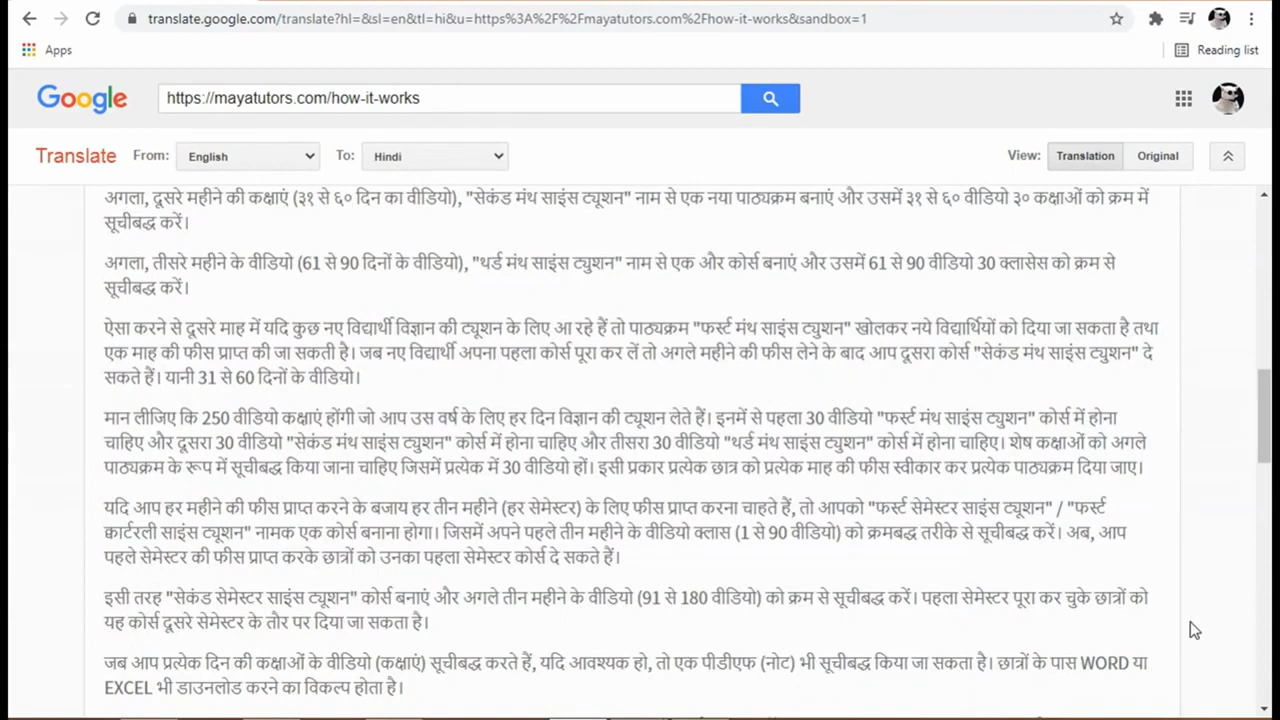 translate.google.com/translate?hl=&sl=en&tl=hi&u=https%3A%2F%2Fmayatutors.com%2Fhow-it-works&sandbox=1
Apps
Reading list
Google
https://mayatutors.com/how-it-works
Translate From: English To: Hindi View: Translation Original
अगला, दूसरे महीने की कक्षाएं (३१ से ६० दिन का वीडियो), "सेकंड मंथ साइंस ट्यूशन" नाम से एक नया पाठ्यक्रम बनाएं और उसमें ३१ से ६० वीडियो ३० कक्षाओं को क्रम में
सूचीबद्ध करें।
अगला, तीसरे महीने के वीडियो (61 से 90 दिनों के वीडियो), "थर्ड मंथ साइंस ट्यूशन" नाम से एक और कोर्स बनाएं और उसमें 61 से 90 वीडियो 30 क्लासेस को क्रम से
सूचीबद्ध करें।
ऐसा करने से दूसरे माह में यदि कुछ नए विद्यार्थी विज्ञान की ट्यूशन के लिए आ रहे हैं तो पाठ्यक्रम "फर्स्ट मंथ साइंस ट्यूशन" खोलकर नये विद्यार्थियों को दिया जा सकता है तथा
एक माह की फीस प्राप्त की जा सकती है। जब नए विद्यार्थी अपना पहला कोर्स पूरा कर लें तो अगले महीने की फीस लेने के बाद आप दूसरा कोर्स "सेकंड मंथ साइंस ट्यूशन" दे
सकते हैं। यानी 31 से 60 दिनों के वीडियो।
मान लीजिए कि 250 वीडियो कक्षाएं होंगी जो आप उस वर्ष के लिए हर दिन विज्ञान की ट्यूशन लेते हैं। इनमें से पहला 30 वीडियो "फर्स्ट मंथ साइंस ट्यूशन" कोर्स में होना
चाहिए और दूसरा 30 वीडियो "सेकंड मंथ साइंस ट्यूशन" कोर्स में होना चाहिए और तीसरा 30 वीडियो "थर्ड मंथ साइंस ट्यूशन" कोर्स में होना चाहिए। शेष कक्षाओं को अगले
पाठ्यक्रम के रूप में सूचीबद्ध किया जाना चाहिए जिसमें प्रत्येक में 30 वीडियो हों। इसी प्रकार प्रत्येक छात्र को प्रत्येक माह की फीस स्वीकार कर प्रत्येक पाठ्यक्रम दिया जाए।
यदि आप हर महीने की फीस प्राप्त करने के बजाय हर तीन महीने (हर सेमेस्टर) के लिए फीस प्राप्त करना चाहते हैं, तो आपको "फर्स्ट सेमेस्टर साइंस ट्यूशन" / "फर्स्ट
क्वार्टरली साइंस ट्यूशन" नामक एक कोर्स बनाना होगा। जिसमें अपने पहले तीन महीने के वीडियो क्लास (1 से 90 वीडियो) को क्रमबद्ध तरीके से सूचीबद्ध करें। अब, आप
पहले सेमेस्टर की फीस प्राप्त करके छात्रों को उनका पहला सेमेस्टर कोर्स दे सकते हैं।
इसी तरह "सेकंड सेमेस्टर साइंस ट्यूशन" कोर्स बनाएं और अगले तीन महीने के वीडियो (91 से 180 वीडियो) को क्रम से सूचीबद्ध करें। पहला सेमेस्टर पूरा कर चुके छात्रों को
यह कोर्स दूसरे सेमेस्टर के तौर पर दिया जा सकता है।
जब आप प्रत्येक दिन की कक्षाओं के वीडियो (कक्षाएं) सूचीबद्ध करते हैं, यदि आवश्यक हो, तो एक पीडीएफ (नोट) भी सूचीबद्ध किया जा सकता है। छात्रों के पास WORD या
EXCEL भी डाउनलोड करने का विकल्प होता है।